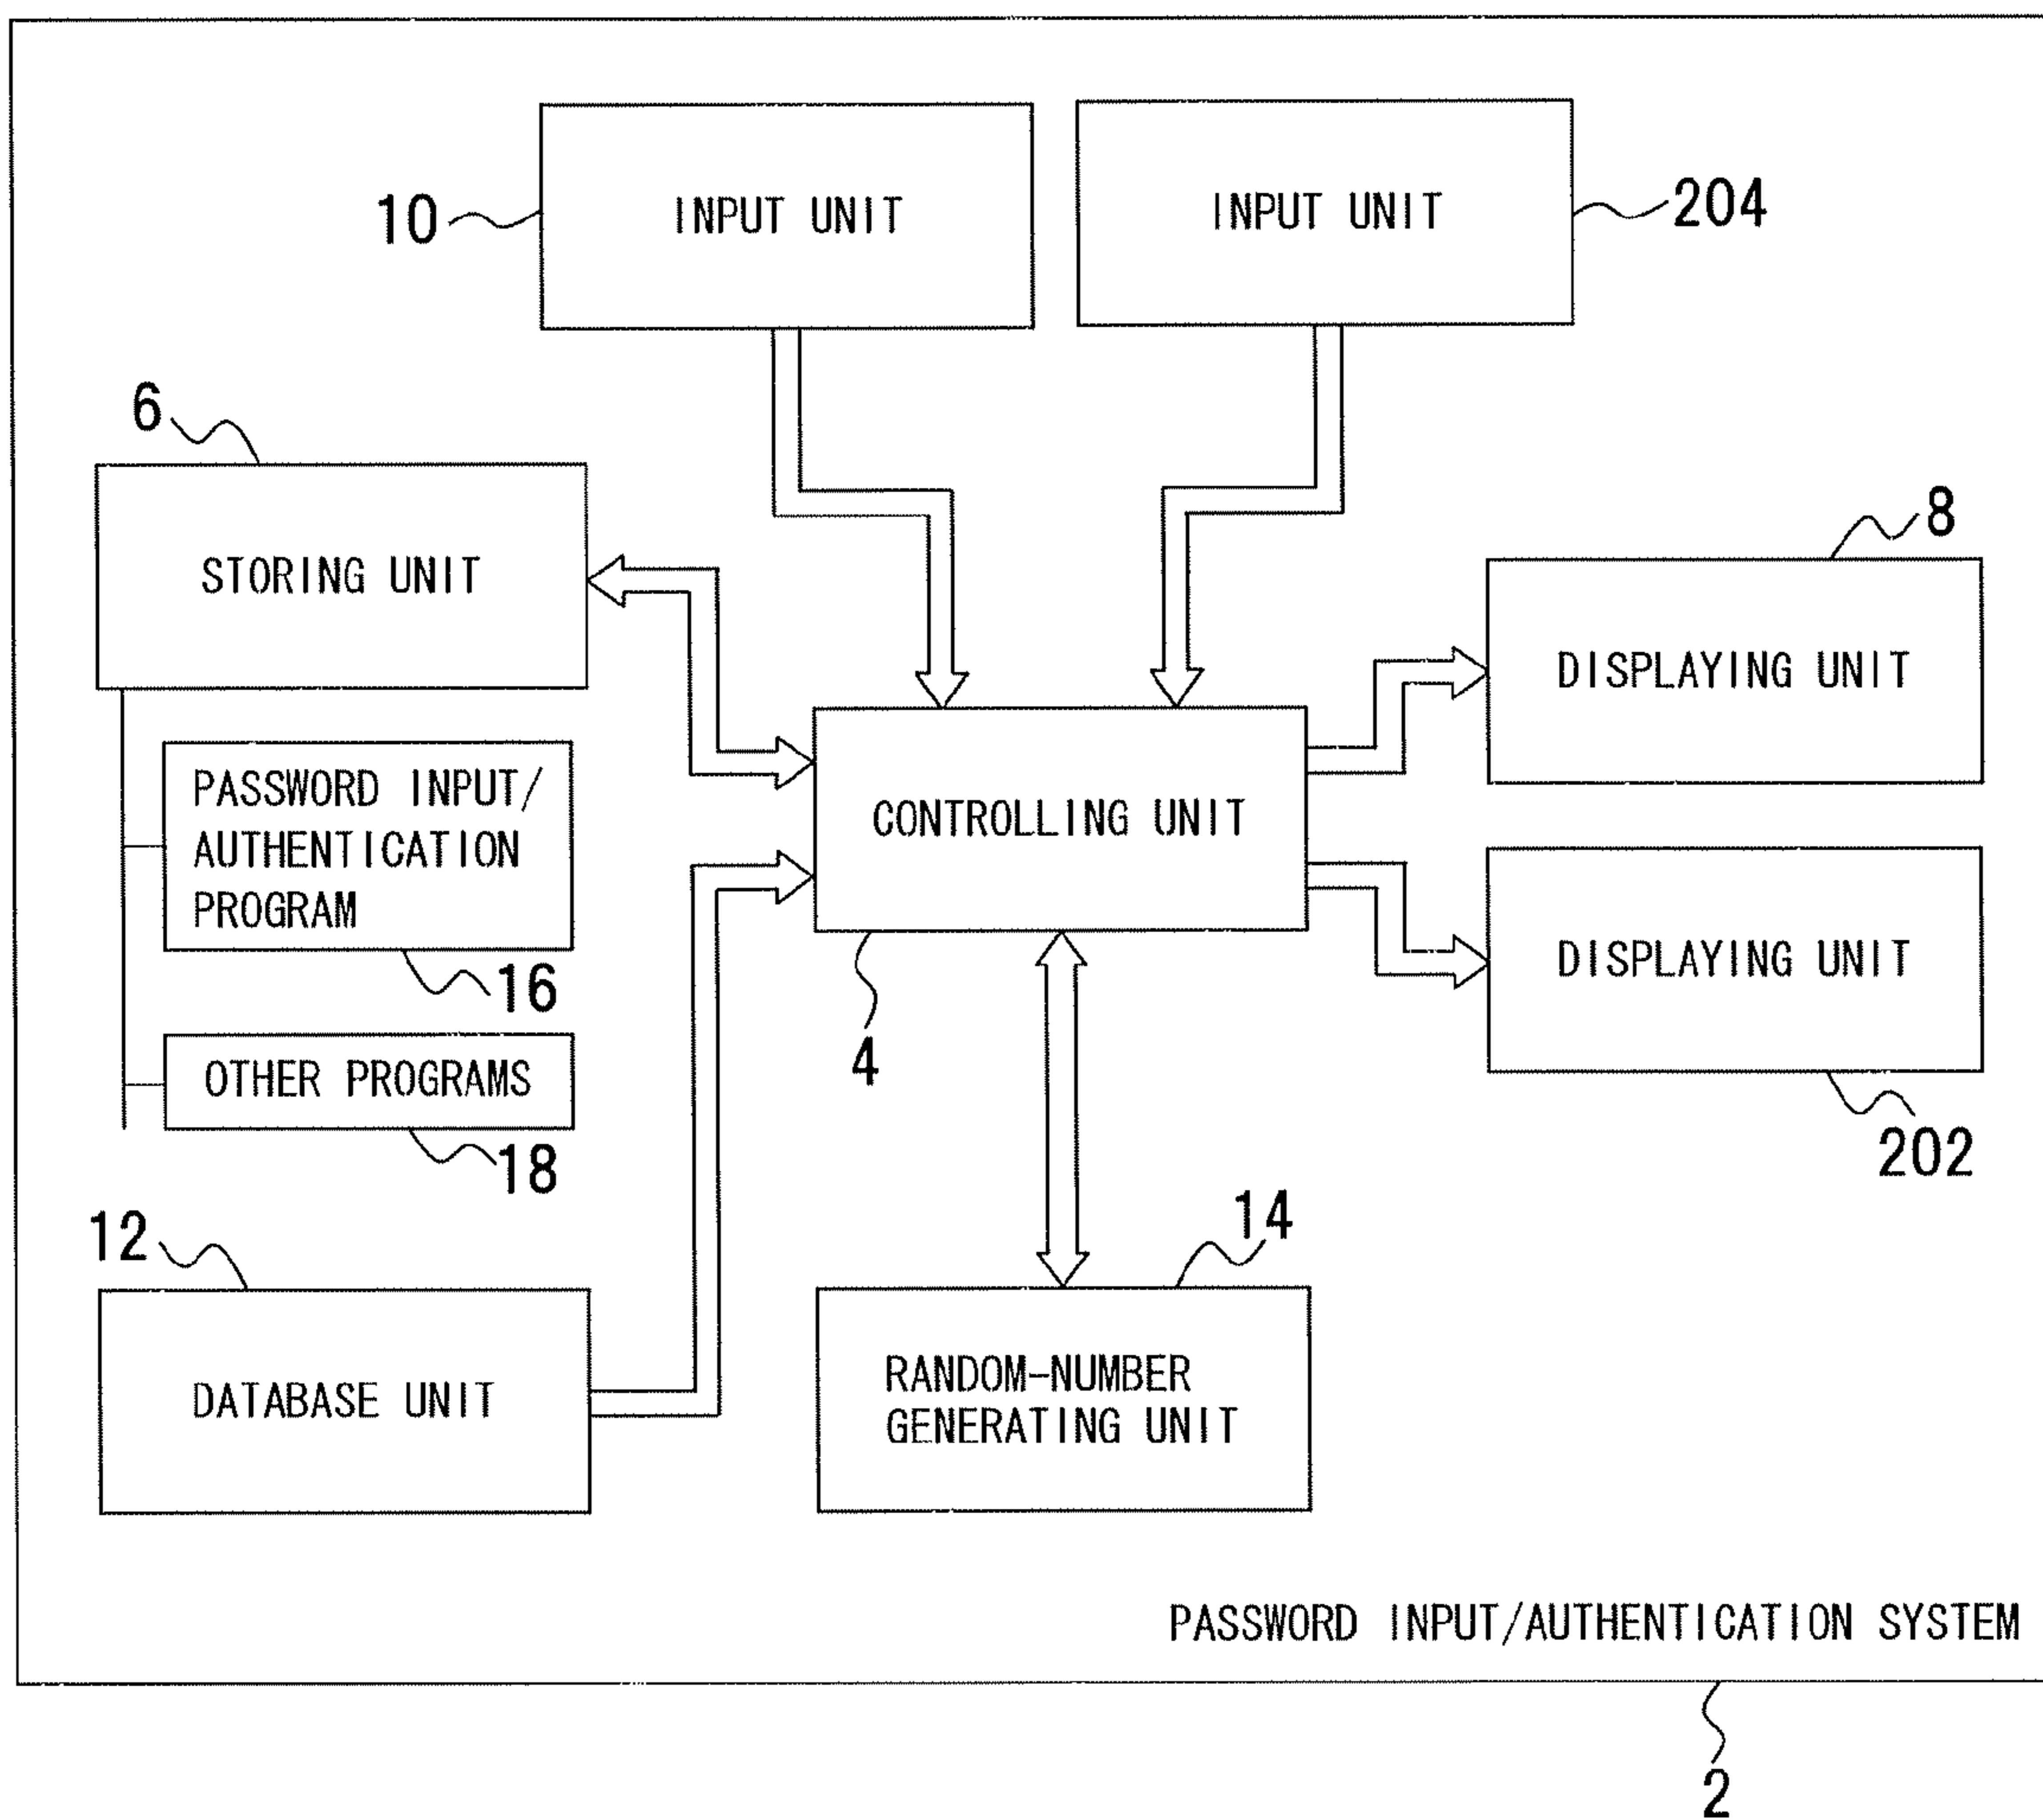 10
INPUT UNIT
INPUT UNIT
204
6
STORING UNIT
8
DISPLAYING UNIT
PASSWORD INPUT/
AUTHENTICATION
PROGRAM
16
CONTROLLING UNIT
4
DISPLAYING UNIT
202
OTHER PROGRAMS
18
12
DATABASE UNIT
14
RANDOM-NUMBER
GENERATING UNIT
PASSWORD INPUT/AUTHENTICATION SYSTEM
2